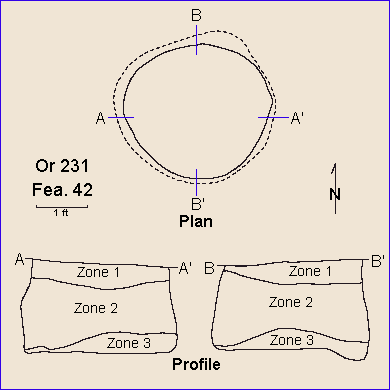 B
A A'
Or 231
Fea. 42
1 ft
B'
Plan
N
A A' B B'
Zone 1 Zone 1
Zone 2 Zone 2
Zone 3 Zone 3
Profile